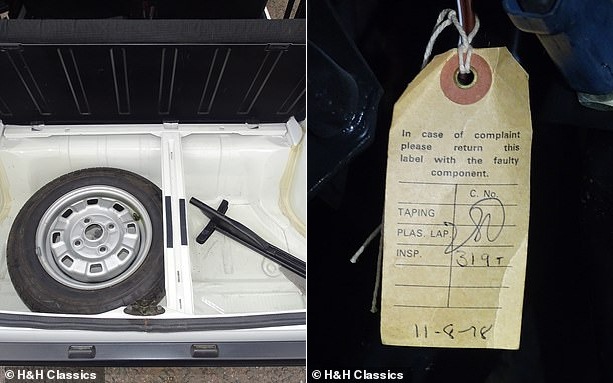 In case of complaint
please return this
label with the faulty
component.
C. No.
TAPING
PLAS. LAP.
80
INSP.
319T
11-8-78
© H&H Classics
© H&H Classics